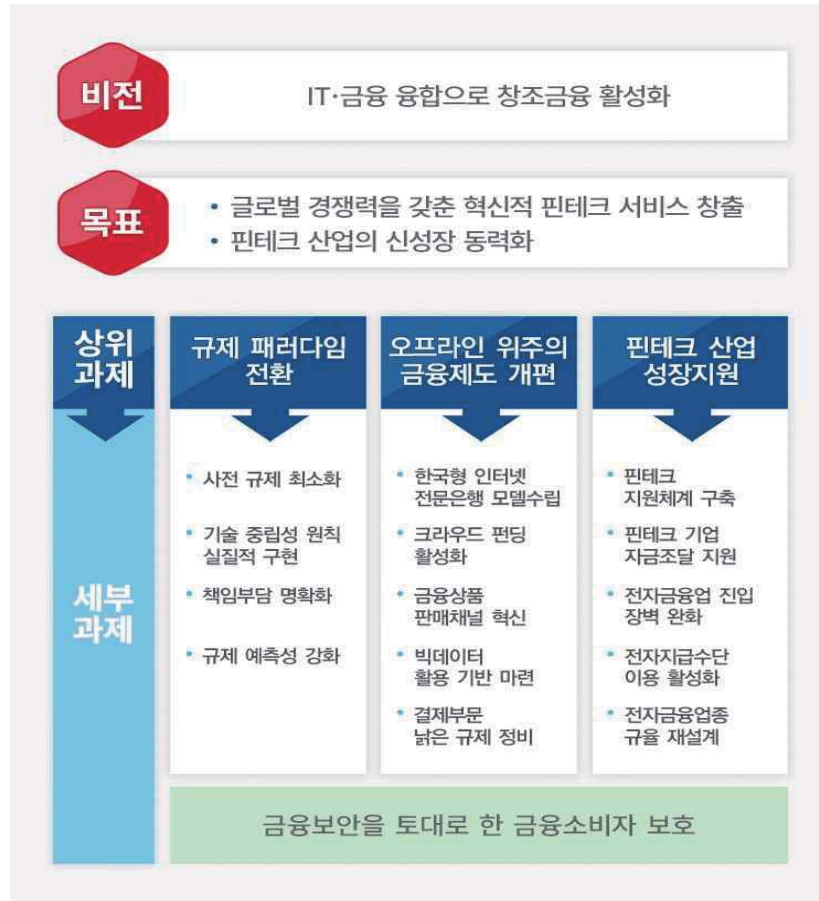 비전
IT·금융 융합으로 창조금융 활성화
목표
• 글로벌 경쟁력을 갖춘 혁신적 핀테크 서비스 창출
• 핀테크 산업의 신성장 동력화
상위
과제
규제 패러다임
전환
오프라인 위주의
금융제도 개편
핀테크 산업
성장지원
세부
과제
• 사전 규제 최소화
• 기술 중립성 원칙
실질적 구현
• 책임부담 명확화
• 규제 예측성 강화
• 한국형 인터넷
전문은행 모델수립
• 크라우드 펀딩
활성화
• 금융상품
판매채널 혁신
• 빅데이터
활용 기반 마련
• 결제부문
낡은 규제 정비
• 핀테크
지원체계 구축
• 핀테크 기업
자금조달 지원
• 전자금융업 진입
장벽 완화
• 전자지급수단
이용 활성화
• 전자금융업종
규율 재설계
금융보안을 토대로 한 금융소비자 보호